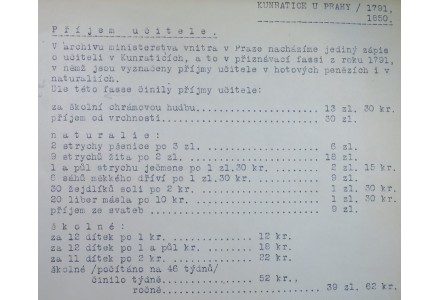 KUNRATICE U PRAHY / 1791,
1850.
Příjem učitele.
V archivu ministerstva vnitra v Praze nacházíme jediný zápis
o učiteli v Kunraticích, a to v přiznávací fassi z roku 1791,
v němž jsou vyznačeny příjmy učitele v hotových penězích i v
naturaliích.
Dle této fasse činily příjmy učitele:
za školní chrámovou hudbu.................... 13 zl. 30 kr.
příjem od vrchnosti.......................... 30 zl.
naturalie:
2 strychy pšenice po 3 zl. .................. 6 zl.
9 strychů žita po 2 zl. ..................... 18 zl.
1 a půl strychu ječmene po 1 zl.30 kr. ...... 2 zl. 15 kr.
6 sáhů měkkého dříví po 1 zl.30 kr. ......... 9 zl.
30 žejdlíků soli po 2 kr. ................... 1 zl. 30 kr.
20 liber másla po 10 kr. .................... 1 zl. 30 kr.
příjem ze svateb ............................ 9 zl.
školné:
za 12 dítek po 1 kr. ............ 12 kr.
za 12 dítek po 1 a půl kr. ...... 18 kr.
za 11 dítek po 2 kr. ............ 22 kr.
školné /počítáno na 46 týdnů/
činilo týdně............ 52 kr.,
ročně....................... 39 zl. 62 kr.